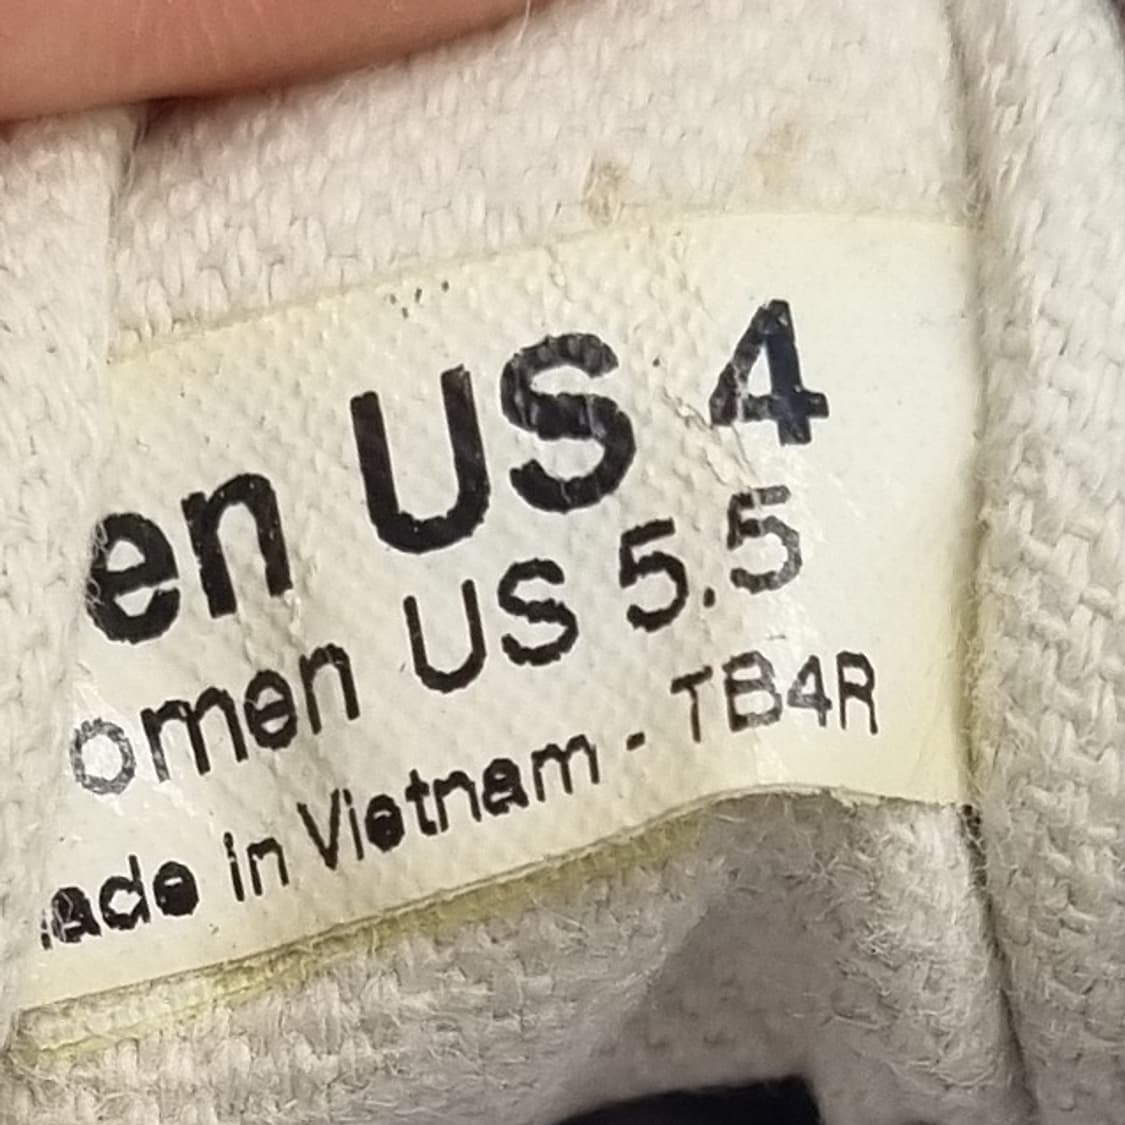 en US 4
omen US 5.5
ade in Vietnam - TB4R